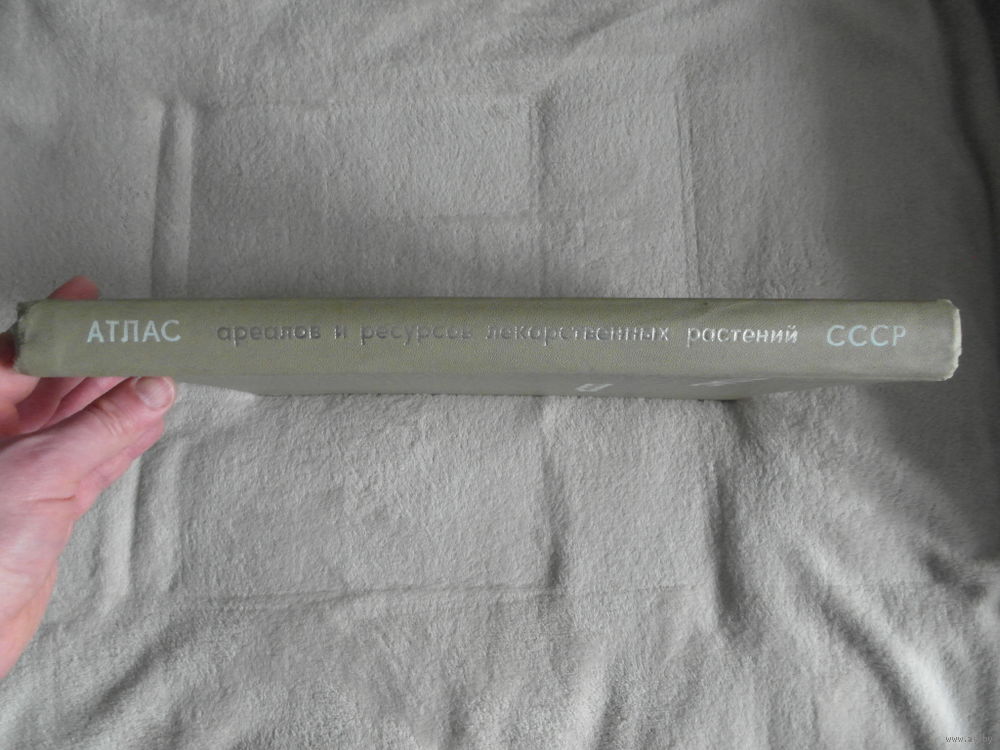 АТЛАС ареалов и ресурсов лекарственных растений СССР